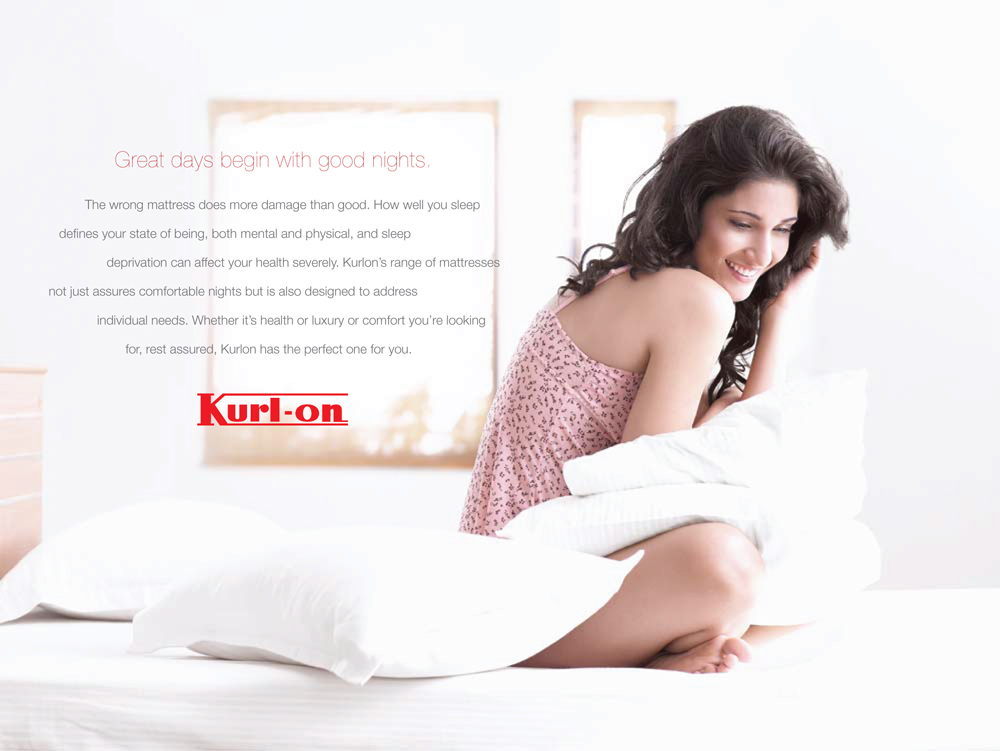 Great days begin with good nights.
The wrong mattress does more damage than good. How well you sleep
defines your state of being, both mental and physical, and sleep
deprivation can affect your health severely. Kurlon's range of mattresses
not just assures comfortable nights but is also designed to address
individual needs. Whether it's health or luxury or comfort you're looking
for, rest assured, Kurlon has the perfect one for you.
Kurl-on